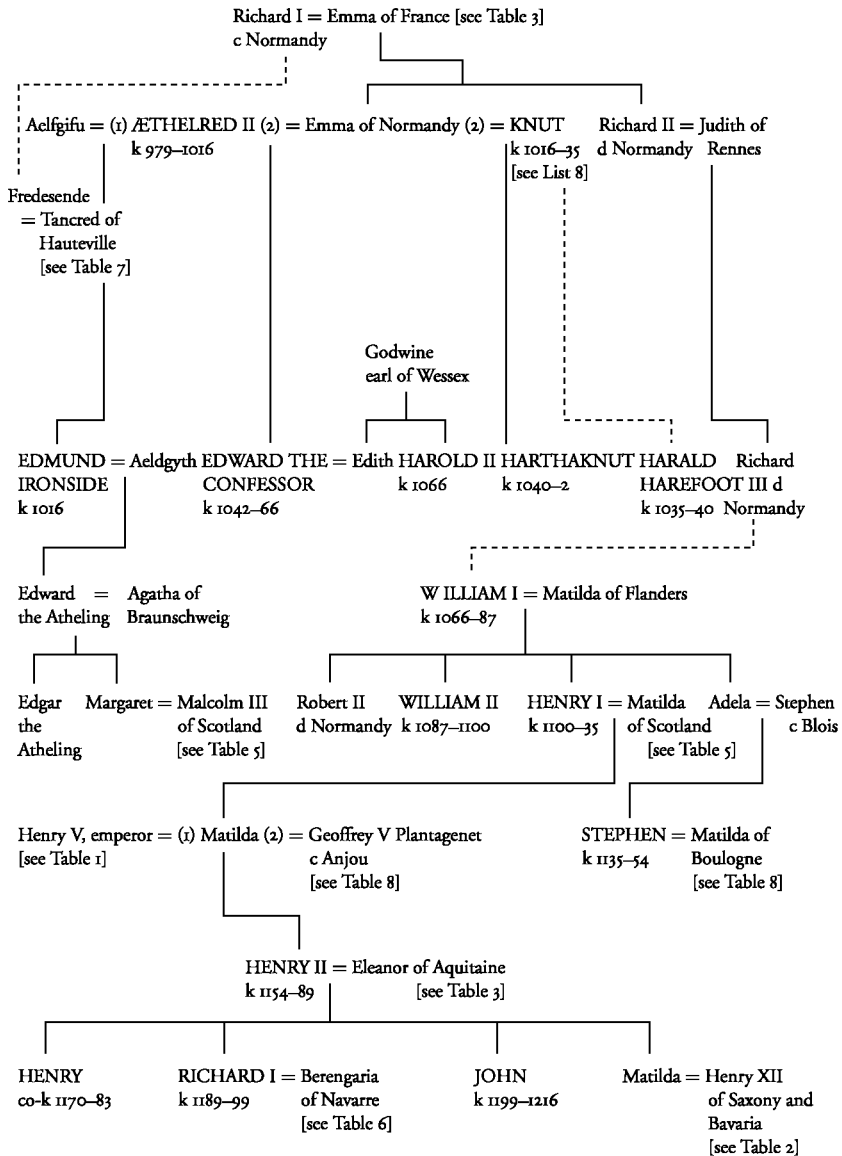 Richard I = Emma of France [see Table 3]
c Normandy
Aelfgifu = (1) ÆTHELRED II (2) = Emma of Normandy (2) = KNUT Richard II = Judith of
k 979–1016 k 1016–35 d Normandy Rennes
[see List 8]
Fredesende
= Tancred of
Hauteville
[see Table 7]
Godwine
earl of Wessex
EDMUND = Aeldgyth EDWARD THE = Edith HAROLD II HARTHAKNUT HARALD Richard
IRONSIDE CONFESSOR k 1066 k 1040–2 HAREFOOT III d
k 1016 k 1042–66 k 1035–40 Normandy
Edward = Agatha of W ILLIAM I = Matilda of Flanders
the Atheling Braunschweig k 1066–87
Edgar Margaret = Malcolm III Robert II WILLIAM II HENRY I = Matilda Adela = Stephen
the of Scotland d Normandy k 1087–1100 k 1100–35 of Scotland c Blois
Atheling [see Table 5] [see Table 5]
Henry V, emperor = (1) Matilda (2) = Geoffrey V Plantagenet STEPHEN = Matilda of
[see Table 1] c Anjou k 1135–54 Boulogne
[see Table 8] [see Table 8]
HENRY II = Eleanor of Aquitaine
k 1154–89 [see Table 3]
HENRY RICHARD I = Berengaria JOHN Matilda = Henry XII
co-k 1170–83 k 1189–99 of Navarre k 1199–1216 of Saxony and
[see Table 6] Bavaria
[see Table 2]